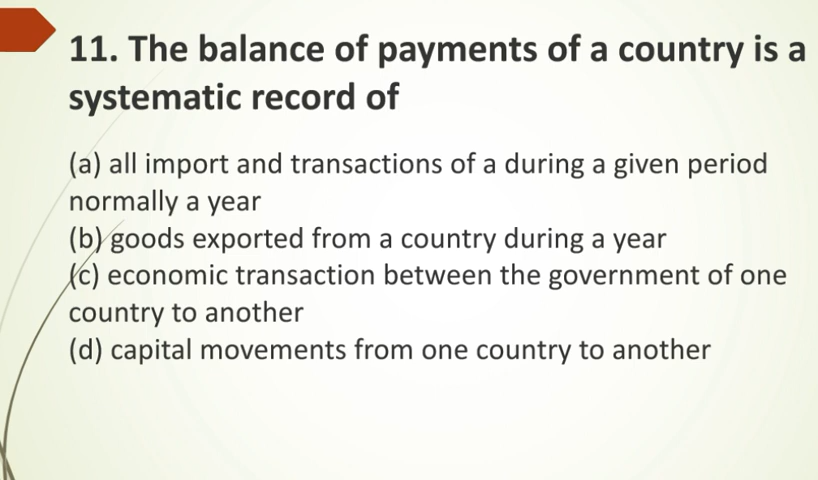 11. The balance of payments of a country is a
systematic record of
(a) all import and transactions of a during a given period
normally a year
(b) goods exported from a country during a year
(c) economic transaction between the government of one
country to another
(d) capital movements from one country to another